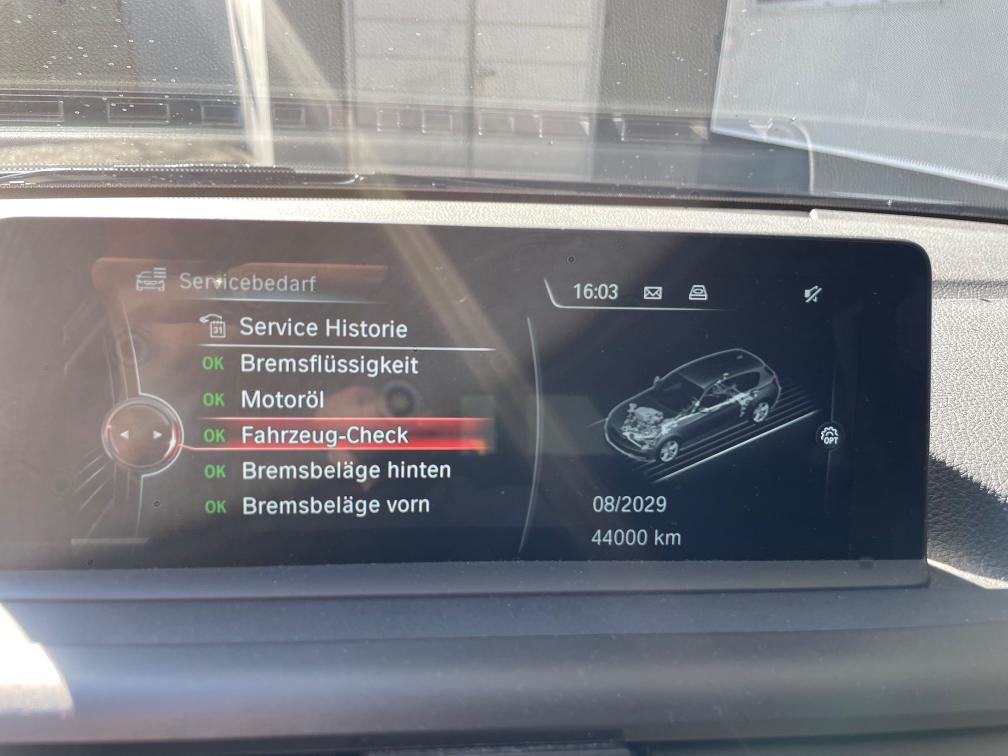 Servicebedarf
16:03
31
Service Historie
OK Bremsflüssigkeit
OK Motoröl
OK Fahrzeug-Check
OK Bremsbeläge hinten
OK Bremsbeläge vorn
OPT
08/2029
44000 km